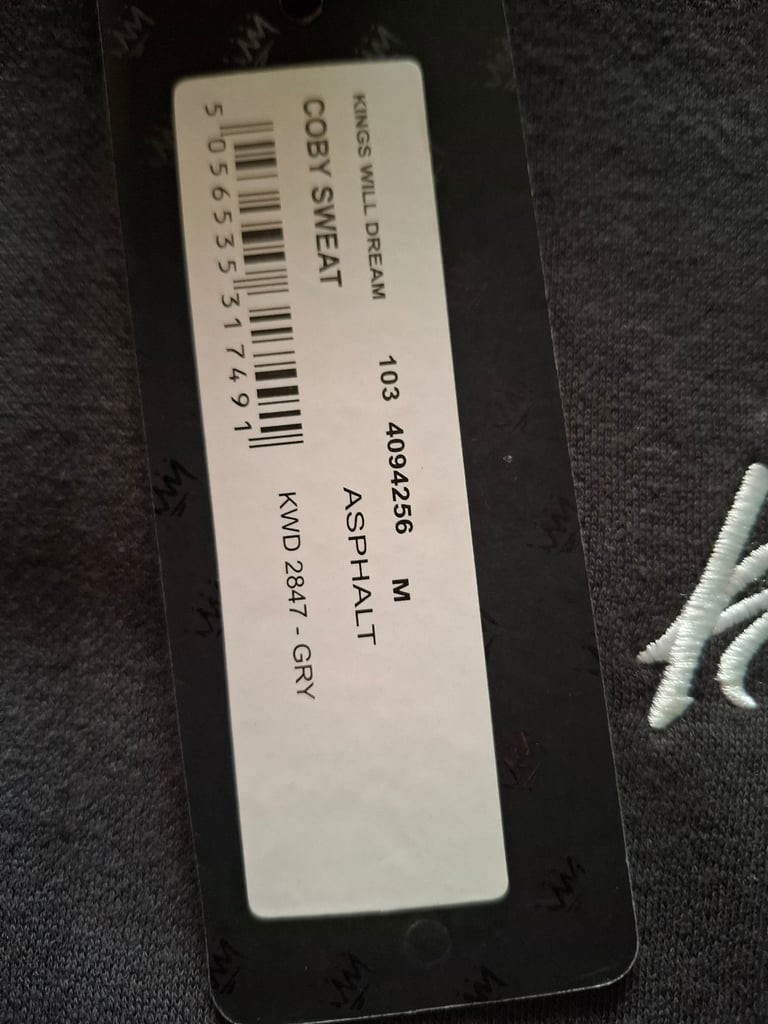 KINGS WILL DREAM
103 4094256 M
COBY SWEAT
ASPHALT
5 056535 317491
KWD 2847 - GRY